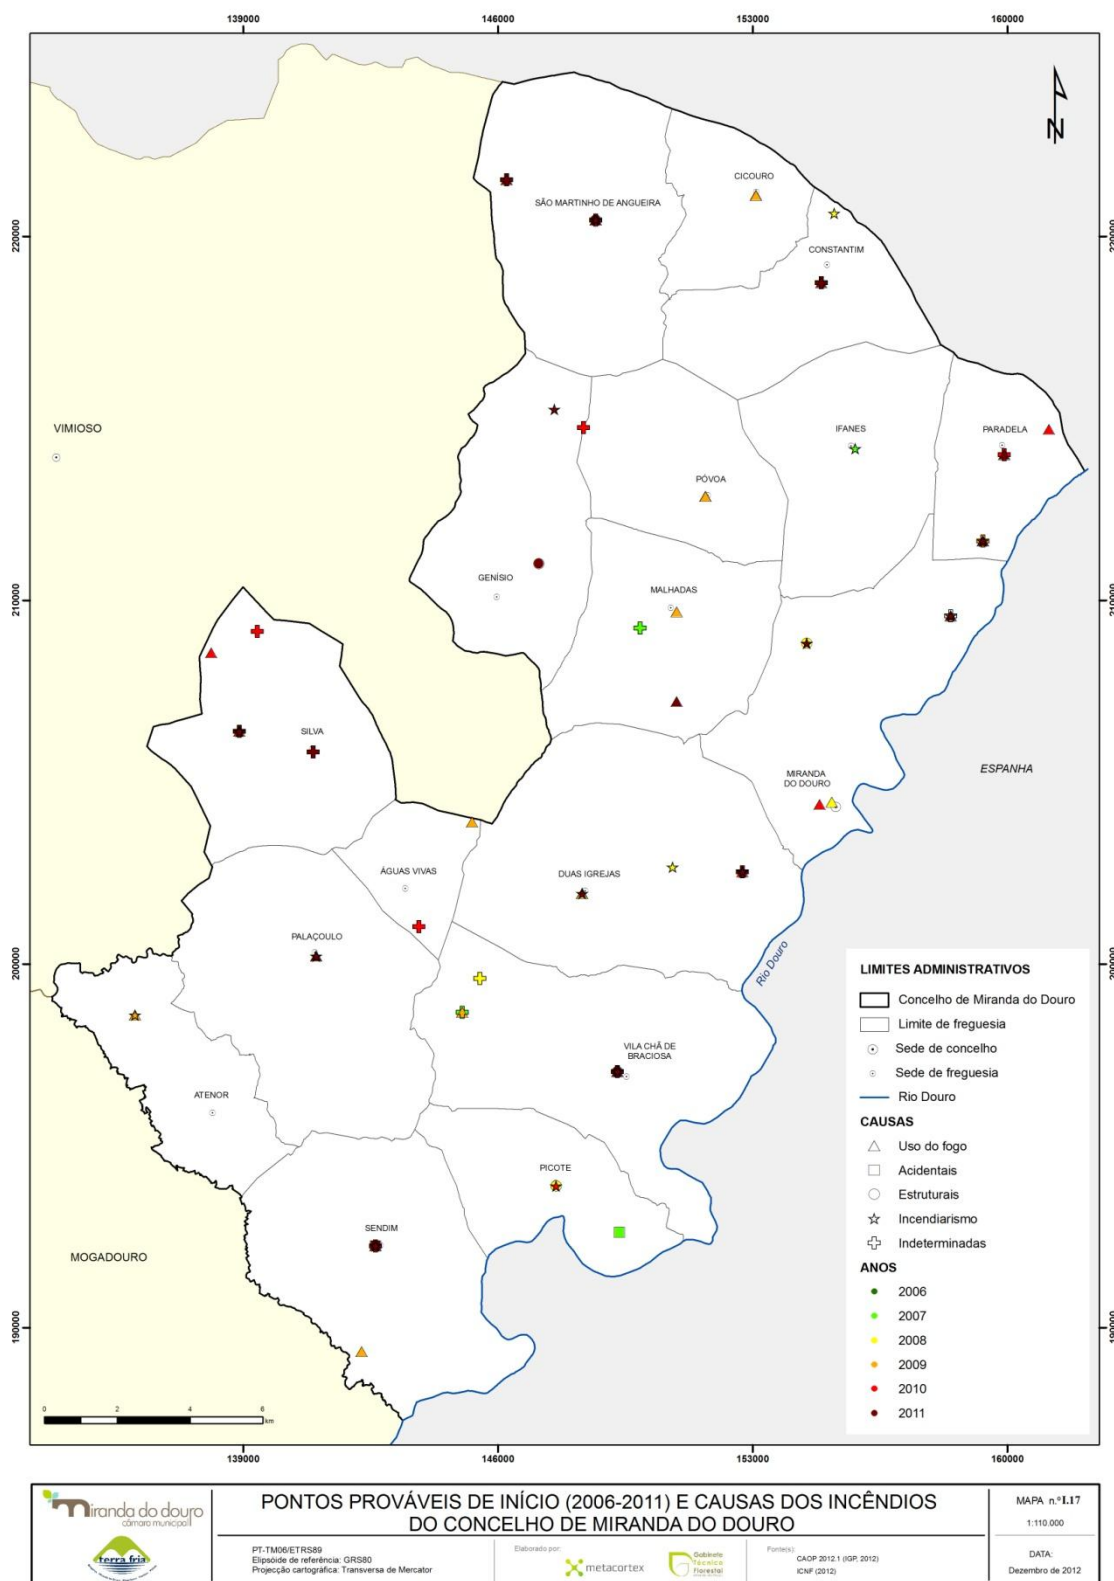 139000 146000 153000 160000
N
CICOURO
SÃO MARTINHO DE ANGUEIRA
220000 220000
CONSTANTIM
VIMIOSO
IFANES
PARADELA
PÓVOA
GENÍSIO
MALHADAS
210000 210000
SILVA
ESPANHA
MIRANDA
DO DOURO
ÁGUAS VIVAS
DUAS IGREJAS
PALAÇOULO
Rio Douro
200000 200000
VILA CHÃ DE
BRACIOSA
ATENOR
PICOTE
SENDIM
MOGADOURO
190000 190000
LIMITES ADMINISTRATIVOS
Concelho de Miranda do Douro
Limite de freguesia
Sede de concelho
Sede de freguesia
Rio Douro
CAUSAS
Uso do fogo
Acidentais
Estruturais
Incendiarismo
Indeterminadas
ANOS
2006
2007
2008
2009
2010
2011
0 2 4 6
km
139000 146000 153000 160000
miranda do douro
câmara municipal
terra fria
PONTOS PROVÁVEIS DE INÍCIO (2006-2011) E CAUSAS DOS INCÊNDIOS
DO CONCELHO DE MIRANDA DO DOURO
PT-TM06/ETRS89
Elipsóide de referência: GRS80
Projecção cartográfica: Transversa de Mercator
Elaborado por:
metacortex
Gabinete
Técnico
Florestal
Fonte(s):
CAOP 2012.1 (IGP, 2012)
ICNF (2012)
MAPA n.º I.17
1:110.000
DATA:
Dezembro de 2012